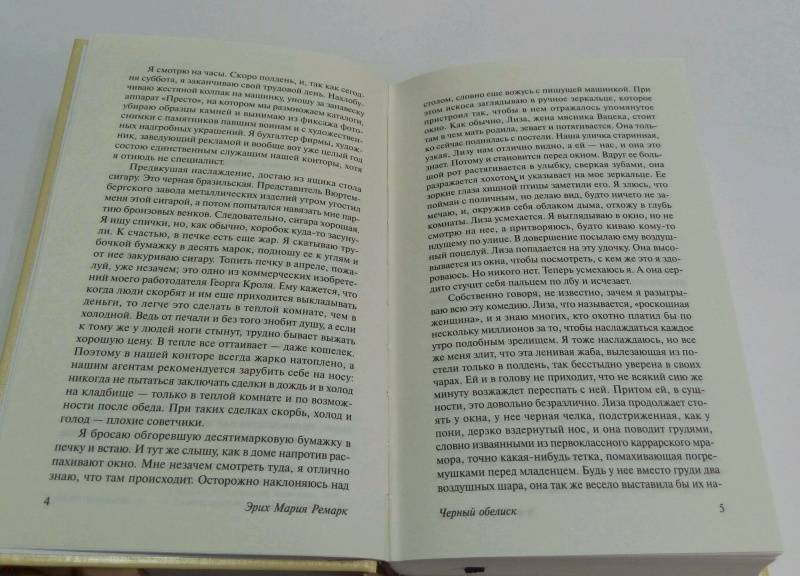 Я смотрю на часы. Скоро полдень, и, так как сегод-
ня суббота, я заканчиваю свой трудовой день. Нахлобу-
чиваю жестяной колпак на машинку, уношу за занавеску
аппарат «Престо», на котором мы размножаем каталоги,
убираю образцы камней и вынимаю из фиксажа фото-
снимки с памятников павшим воинам и с художествен-
ных надгробных украшений. Я бухгалтер фирмы, худож-
ник, заведующий рекламой и вообще вот уже целый год
состою единственным служащим нашей конторы, хотя
я отнюдь не специалист.
Предвкушая наслаждение, достаю из ящика стола
сигару. Это черная бразильская. Представитель Вюртем-
бергского завода металлических изделий утром угостил
меня этой сигарой, а потом попытался навязать мне пар-
тию бронзовых венков. Следовательно, сигара хорошая.
Я ищу спички, но, как обычно, коробок куда-то засуну-
ли. К счастью, в печке есть еще жар. Я скатываю тру-
бочкой бумажку в десять марок, подношу ее к углям и
от нее закуриваю сигару. Топить печку в апреле, пожа-
луй, уже незачем; это одно из коммерческих изобрете-
ний моего работодателя Георга Кроля. Ему кажется, что
когда люди скорбят и им еще приходится выкладывать
деньги, то легче это сделать в теплой комнате, чем в
холодной. Ведь от печали и без того знобит душу, а если
к тому же у людей ноги стынут, трудно бывает выжать
хорошую цену. В тепле все оттаивает — даже кошелек.
Поэтому в нашей конторе всегда жарко натоплено, а
нашим агентам рекомендуется зарубить себе на носу:
никогда не пытаться заключать сделки в дождь и в холод
на кладбище — только в теплой комнате и по возмож-
ности после обеда. При таких сделках скорбь, холод и
голод — плохие советчики.
Я бросаю обгоревшую десятимарковую бумажку в
печку и встаю. И тут же слышу, как в доме напротив рас-
пахивают окно. Мне незачем смотреть туда, я отлично
знаю, что там происходит. Осторожно наклоняюсь над
4
Эрих Мария Ремарк
столом, словно еще вожусь с пишущей машинкой. При
этом искоса заглядываю в ручное зеркальце, которое
пристроил так, чтобы в нем отражалось упомянутое
окно. Как обычно, Лиза, жена мясника Вацека, стоит
там в чем мать родила, зевает и потягивается. Она толь-
ко сейчас поднялась с постели. Наша улочка старинная,
узкая, Лизу нам отлично видно, а ей — нас, и она это
знает. Потому и становится перед окном. Вдруг ее боль-
шой рот растягивается в улыбку, сверкая зубами, она
разражается хохотом и указывает на мое зеркальце. Ее
зоркие глаза хищной птицы заметили его. Я злюсь, что
пойман с поличным, но делаю вид, будто ничего не за-
мечаю, и, окружив себя облаком дыма, отхожу в глубь
комнаты. Лиза усмехается. Я выглядываю в окно, но не
смотрю на нее, а притворяюсь, будто киваю кому-то
идущему по улице. В довершение посылаю ему воздуш-
ный поцелуй. Лиза попадается на эту удочку. Она высо-
вывается из окна, чтобы посмотреть, с кем же это я здо-
роваюсь. Но никого нет. Теперь усмехаюсь я. А она сер-
дито стучит себя пальцем по лбу и исчезает.
Собственно говоря, не известно, зачем я разыгры-
ваю всю эту комедию. Лиза, что называется, «роскошная
женщина», и я знаю многих, кто охотно платил бы по
нескольку миллионов за то, чтобы наслаждаться каждое
утро подобным зрелищем. Я тоже наслаждаюсь, но все
же меня злит, что эта ленивая жаба, вылезающая из по-
стели только в полдень, так бесстыдно уверена в своих
чарах. Ей и в голову не приходит, что не всякий сию же
минуту возжаждет переспать с ней. Притом ей, в сущ-
ности, это довольно безразлично. Лиза продолжает сто-
ять у окна, у нее черная челка, подстриженная, как у
пони, дерзко вздернутый нос, и она поводит грудями,
словно изваянными из первоклассного каррарского мра-
мора, точно какая-нибудь тетка, помахивающая погре-
мушками перед младенцем. Будь у нее вместо груди два
воздушных шара, она так же весело выставила бы их на-
Черный обелиск
5